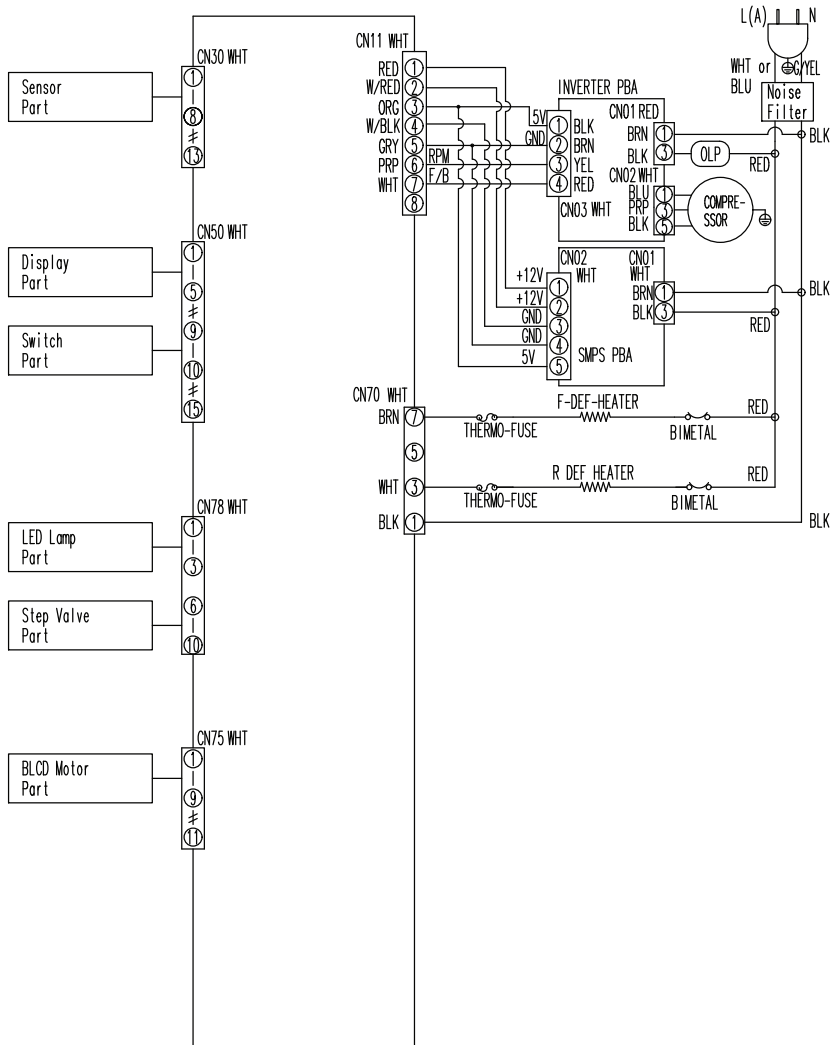 L(A) N
WHT or G/YEL
BLU
Noise
Filter
CN30 WHT
Sensor
Part
1
8
13
CN50 WHT
Display
Part
1
5
Switch
Part
9
10
15
CN78 WHT
LED Lamp
Part
1
3
Step Valve
Part
6
10
CN75 WHT
BLCD Motor
Part
1
9
11
CN11 WHT
RED 1
W/RED 2
ORG 3
W/BLK 4
GRY 5
PRP 6 RPM
WHT 7 F/B
8
INVERTER PBA
5V 1 BLK
GND 2 BRN
3 YEL
4 RED
CN03 WHT
CN01 RED
BRN 1 BLK
BLK 3 OLP RED
CN02 WHT
BLU 1
PRP 3
BLK 5
COMPRE-
SSOR
CN02
WHT
+12V 1
+12V 2
GND 3
GND 4
5V 5
SMPS PBA
CN01
WHT
BRN 1 BLK
BLK 3 RED
CN70 WHT
BRN 7 THERMO-FUSE F-DEF-HEATER BIMETAL RED
5
WHT 3 THERMO-FUSE R DEF HEATER BIMETAL RED
BLK 1 BLK